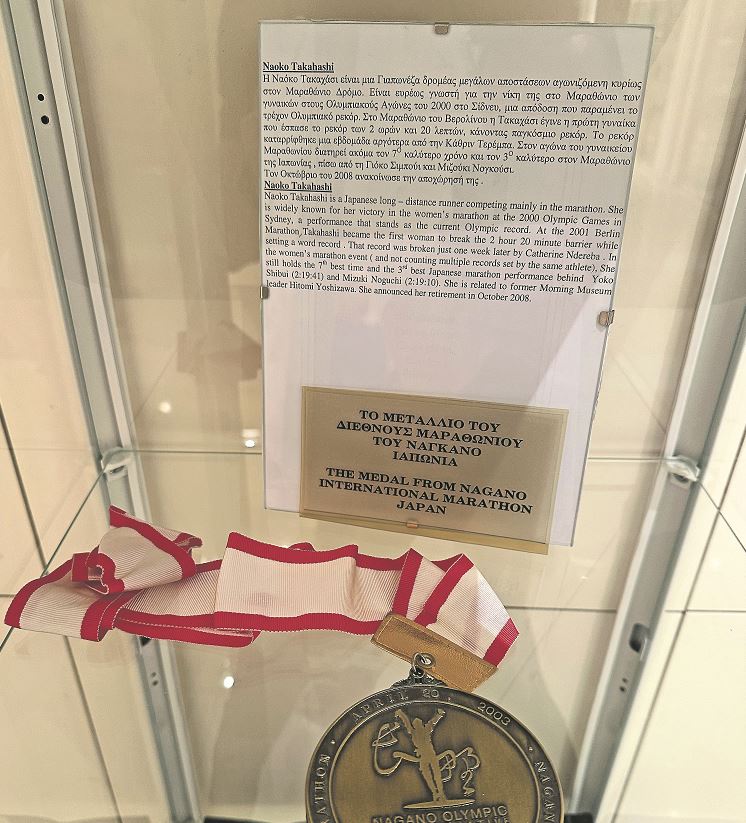 Naoko Takahashi
Η Ναόκο Τακαχάσι είναι μια Γιαπωνέζα δρομέας μεγάλων αποστάσεων αγωνιζόμενη κυρίως
στον Μαραθώνιο Δρόμο. Είναι ευρέως γνωστή για την νίκη της στο Μαραθώνιο των
γυναικών στους Ολυμπιακούς Αγώνες του 2000 στο Σίδνευ, μια απόδοση που παραμένει το
τρέχον Ολυμπιακό ρεκόρ. Στο Μαραθώνιο του Βερολίνου η Τακαχάσι έγινε η πρώτη γυναίκα
που έσπασε το ρεκόρ των 2 ωρών και 20 λεπτών, κάνοντας παγκόσμιο ρεκόρ. Το ρεκόρ
καταρρίφθηκε μια εβδομάδα αργότερα από την Κάθριν Τερέμπα. Στον αγώνα του γυναικείου
Μαραθωνίου διατηρεί ακόμα τον 7ο καλύτερο χρόνο και τον 3ο καλύτερο στον Μαραθώνιο
της Ιαπωνίας , πίσω από τη Γιόκο Σιμπούι και Μιζούκι Νογκούσι.
Τον Οκτώβριο του 2008 ανακοίνωσε την αποχώρησή της .
Naoko Takahashi
Naoko Takahashi is a Japanese long – distance runner competing mainly in the marathon. She
is widely known for her victory in the women's marathon at the 2000 Olympic Games in
Sydney, a performance that stands as the current Olympic record. At the 2001 Berlin
Marathon,Takahashi became the first woman to break the 2 hour 20 minute barrier while
setting a word record . That record was broken just one week later by Catherine Ndereba . In
the women's marathon event ( and not counting multiple records set by the same athlete), She
still holds the 7th best time and the 3rd best Japanese marathon performance behind Yoko
Shibui (2:19:41) and Mizuki Noguchi (2:19:10). She is related to former Morning Museum
leader Hitomi Yoshizawa. She announced her retirement in October 2008.
ΤΟ ΜΕΤΑΛΛΙΟ ΤΟΥ
ΔΙΕΘΝΟΥΣ ΜΑΡΑΘΩΝΙΟΥ
ΤΟΥ ΝΑΓΚΑΝΟ
ΙΑΠΩΝΙΑ
THE MEDAL FROM NAGANO
INTERNATIONAL MARATHON
JAPAN
APRIL 20, 2003
NAGANO OLYMPIC